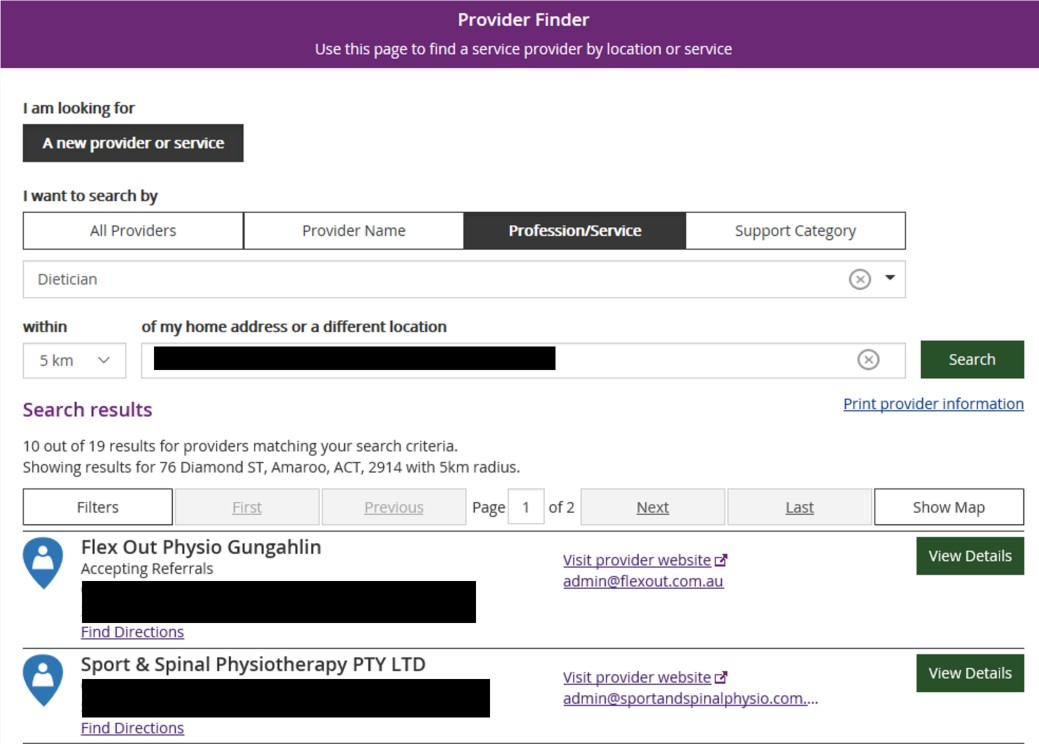 Provider Finder
Use this page to find a service provider by location or service
I am looking for
A new provider or service
I want to search by
All Providers Provider Name Profession/Service Support Category
Dietician
within of my home address or a different location
5 km Search
Search results Print provider information
10 out of 19 results for providers matching your search criteria.
Showing results for 76 Diamond ST, Amaroo, ACT, 2914 with 5km radius.
Filters First Previous Page 1 of 2 Next Last Show Map
Flex Out Physio Gungahlin
Accepting Referrals
Visit provider website
admin@flexout.com.au
View Details
Find Directions
Sport & Spinal Physiotherapy PTY LTD
Visit provider website
admin@sportandspinalphysio.com....
View Details
Find Directions